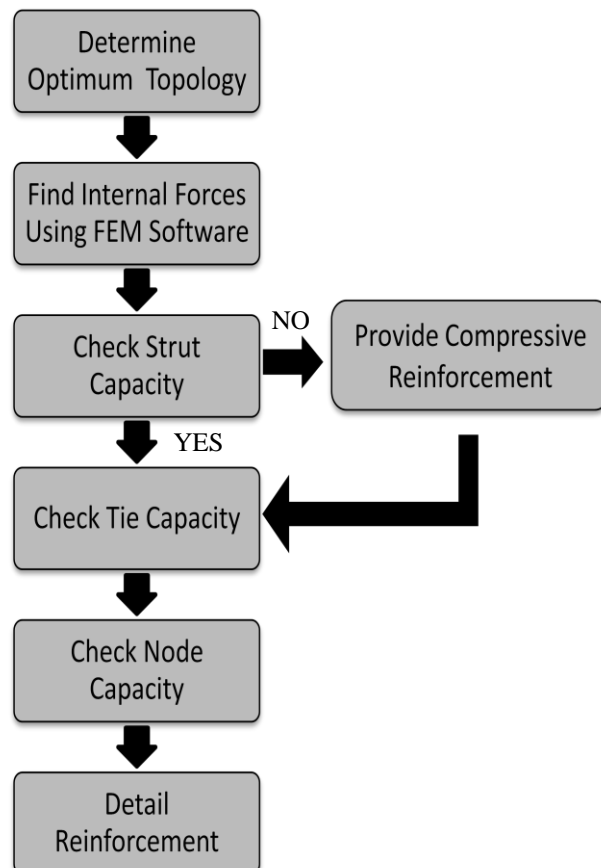 Determine
Optimum Topology
Find Internal Forces
Using FEM Software
Check Strut
Capacity
NO
Provide Compressive
Reinforcement
YES
Check Tie Capacity
Check Node
Capacity
Detail
Reinforcement